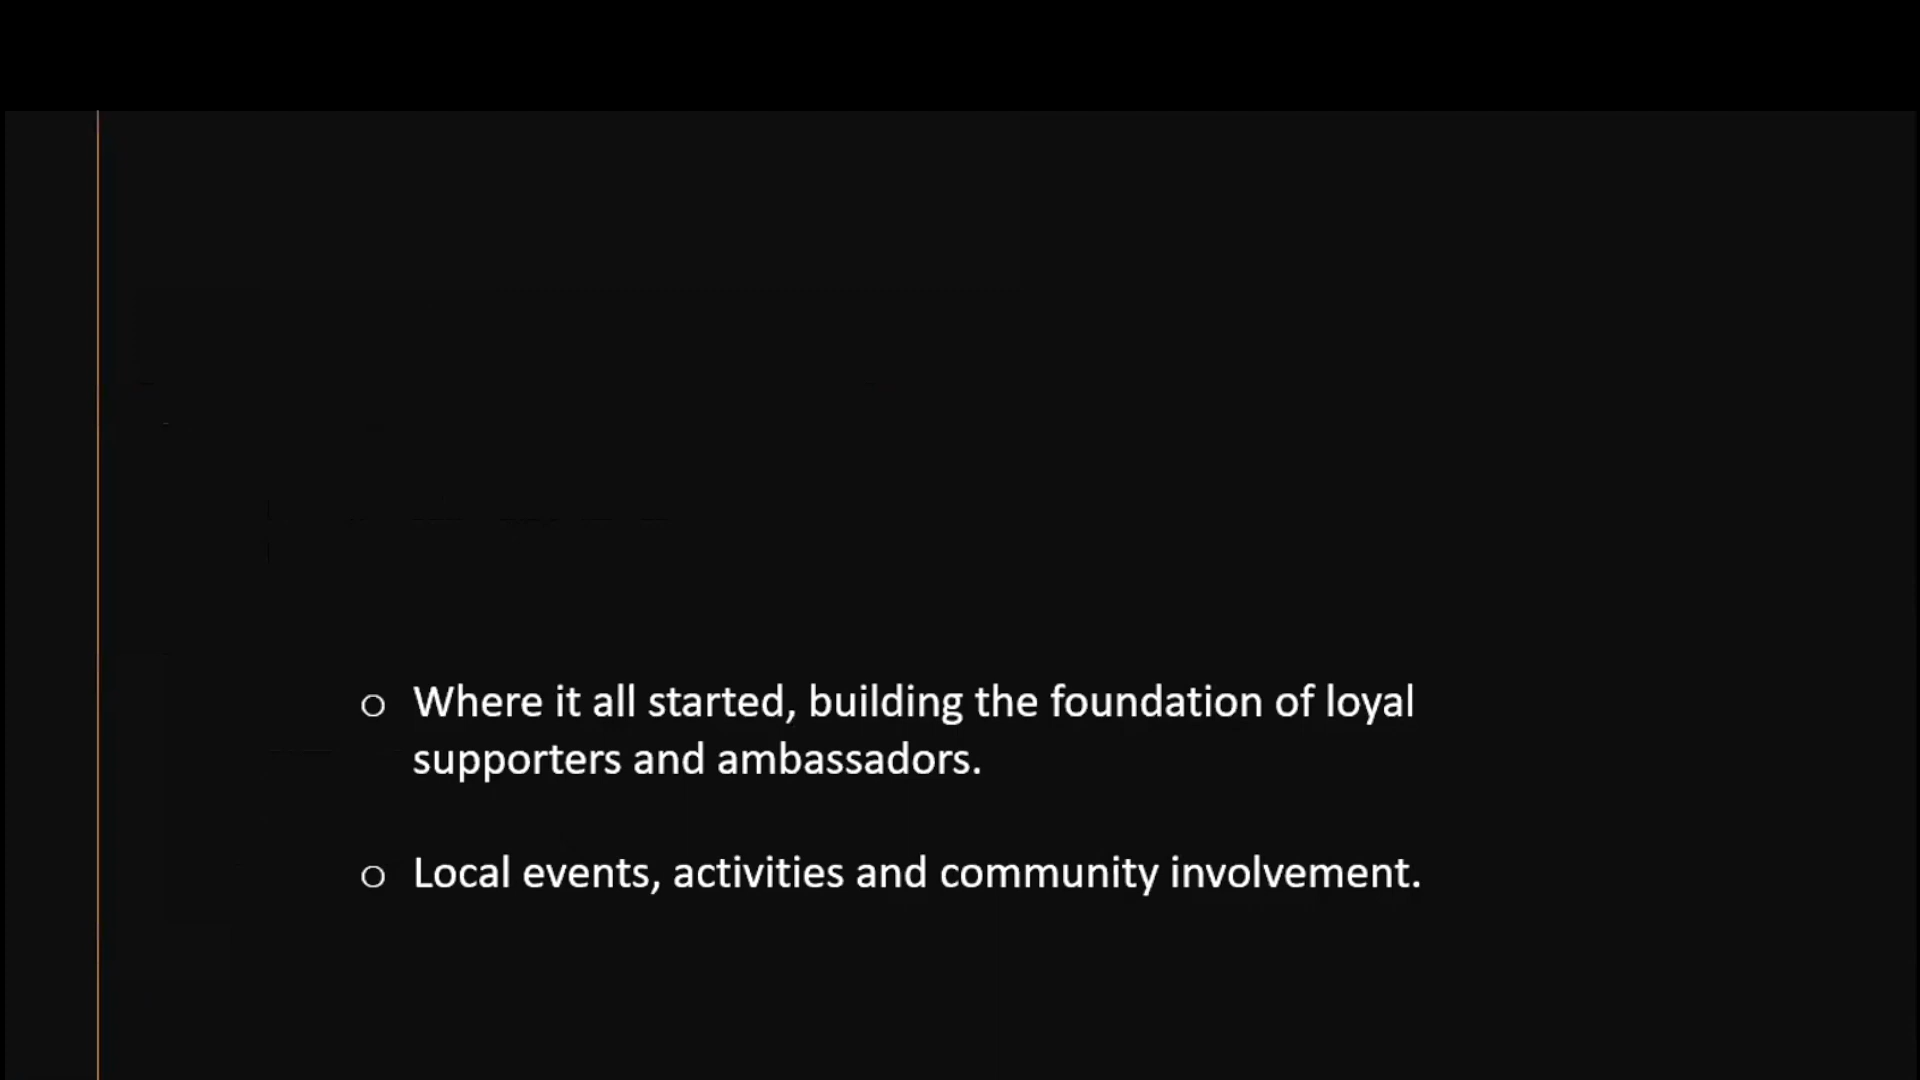 o Where it all started, building the foundation of loyal
supporters and ambassadors.
o Local events, activities and community involvement.